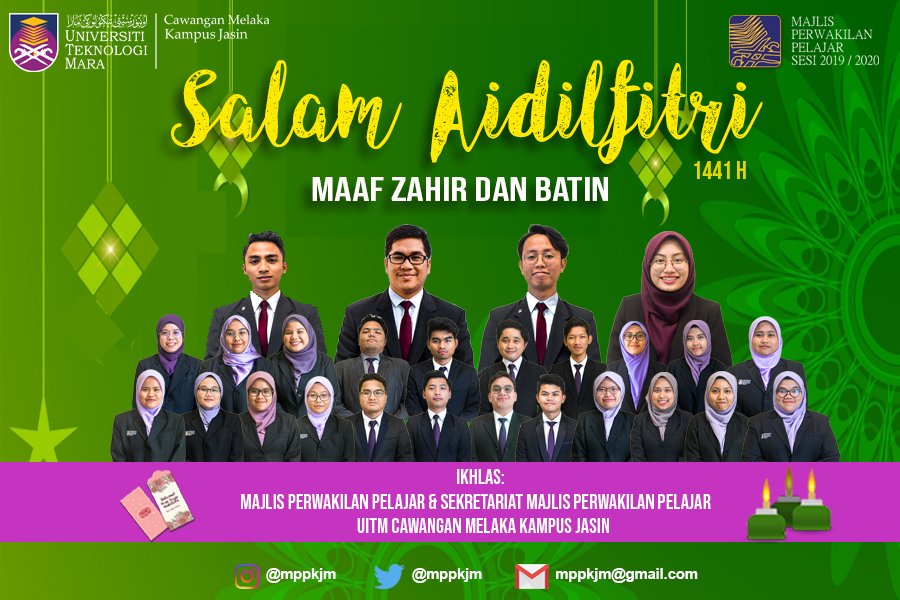 UNIVERSITI
TEKNOLOGI
MARA
Cawangan Melaka
Kampus Jasin
MAJLIS
PERWAKILAN
PELAJAR
SESI 2019 / 2020
Salam Aidilfitri
1441 H
MAAF ZAHIR DAN BATIN
IKHLAS:
MAJLIS PERWAKILAN PELAJAR & SEKRETARIAT MAJLIS PERWAKILAN PELAJAR
UITM CAWANGAN MELAKA KAMPUS JASIN
@mppkjm
@mppkjm
mppkjm@gmail.com